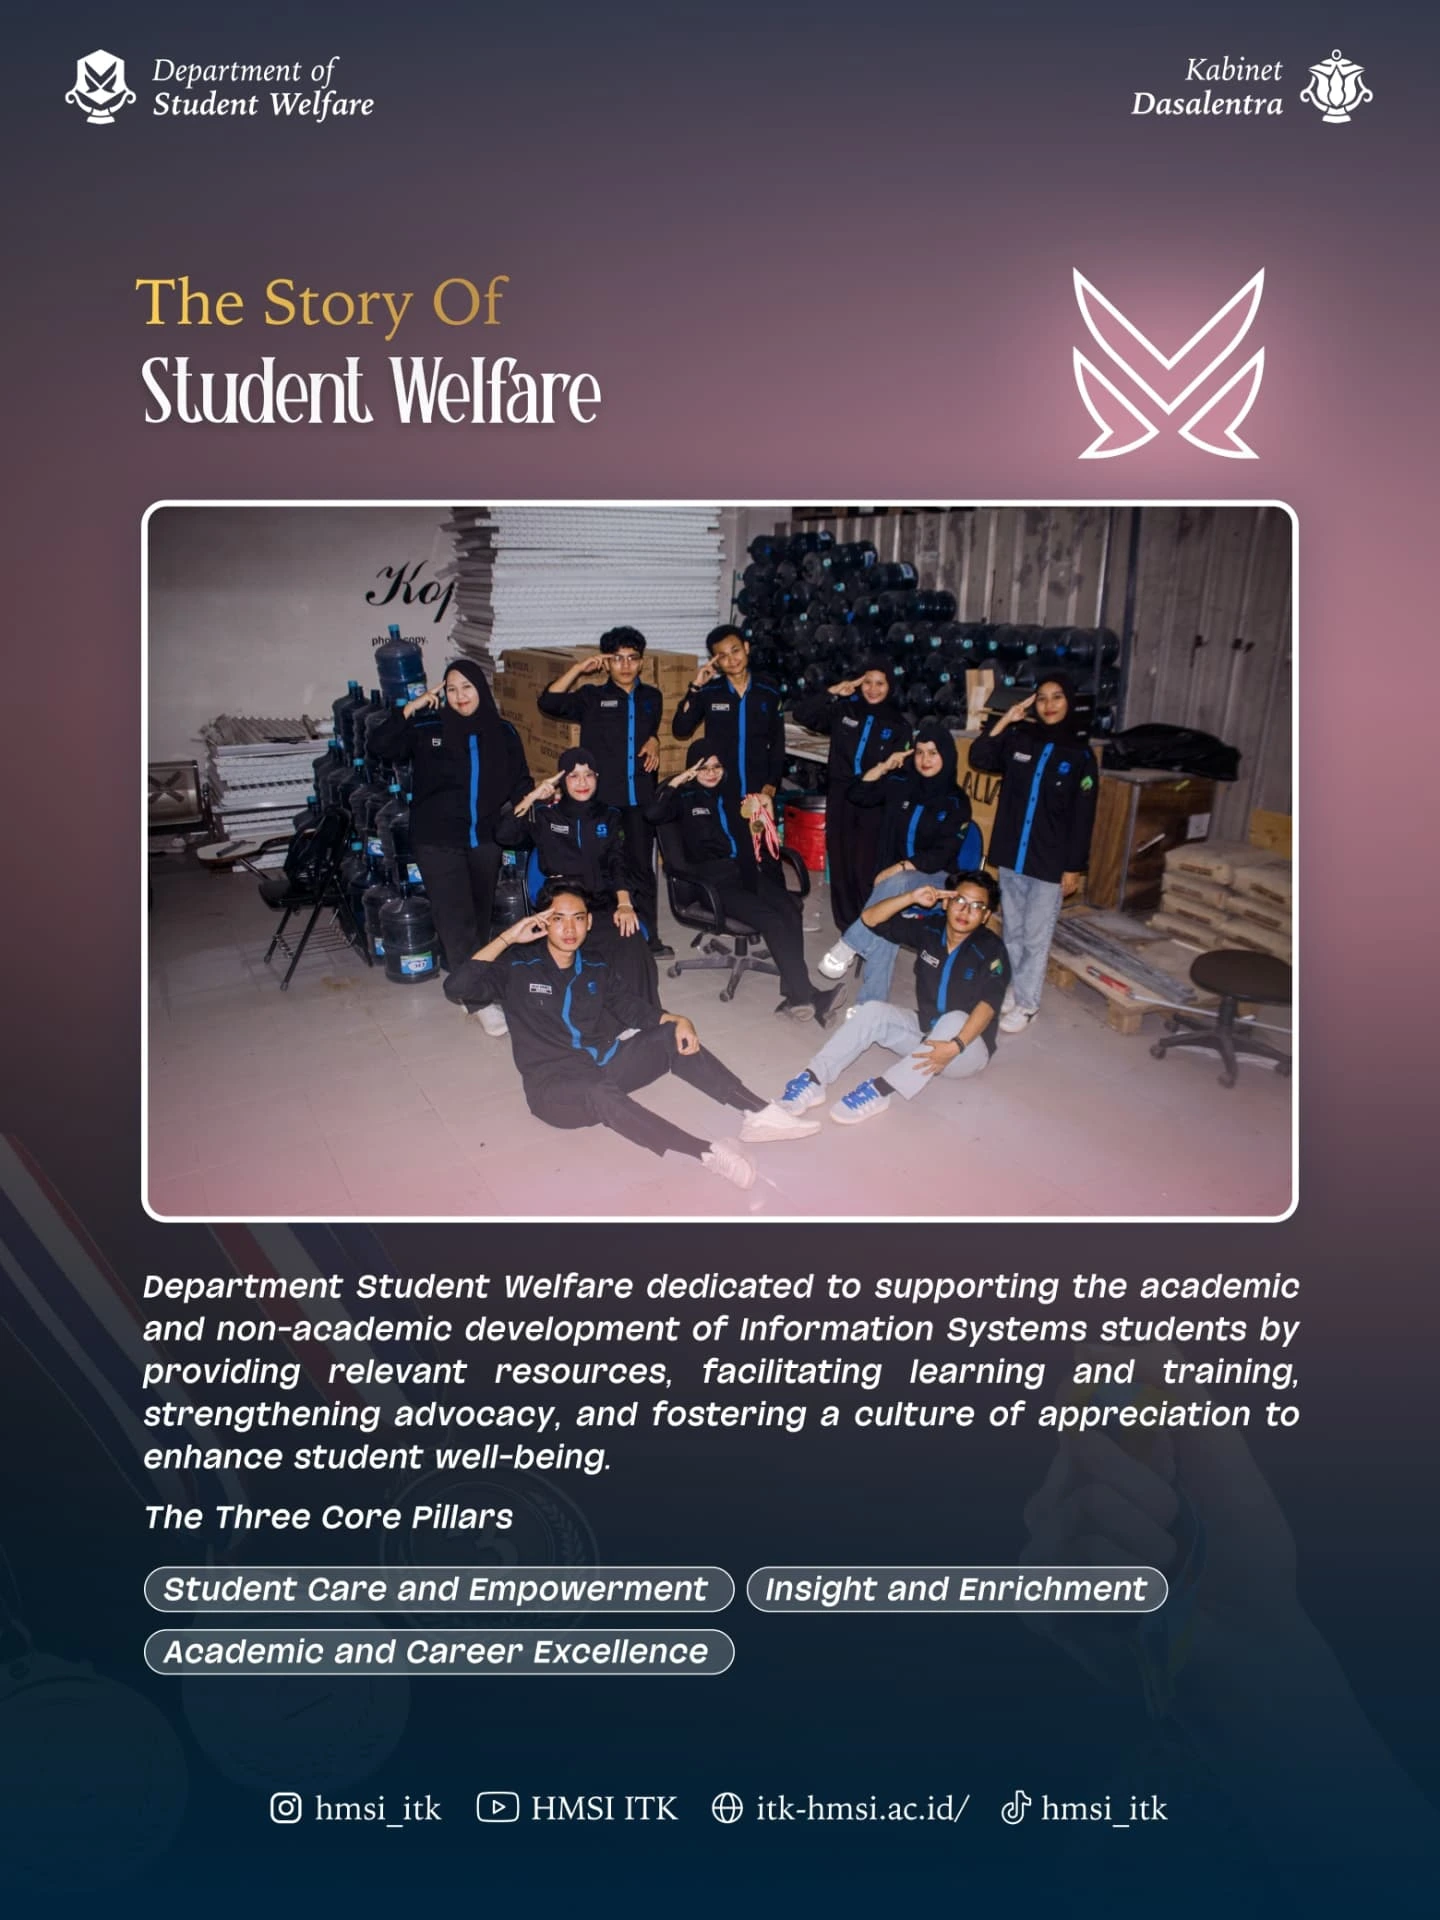 Department of
Student Welfare
Kabinet
Dasalentra
The Story Of
Student Welfare
Department Student Welfare dedicated to supporting the academic
and non-academic development of Information Systems students by
providing relevant resources, facilitating learning and training,
strengthening advocacy, and fostering a culture of appreciation to
enhance student well-being.
The Three Core Pillars
Student Care and Empowerment
Insight and Enrichment
Academic and Career Excellence
hmsi_itk
HMSI ITK
itk-hmsi.ac.id/
hmsi_itk